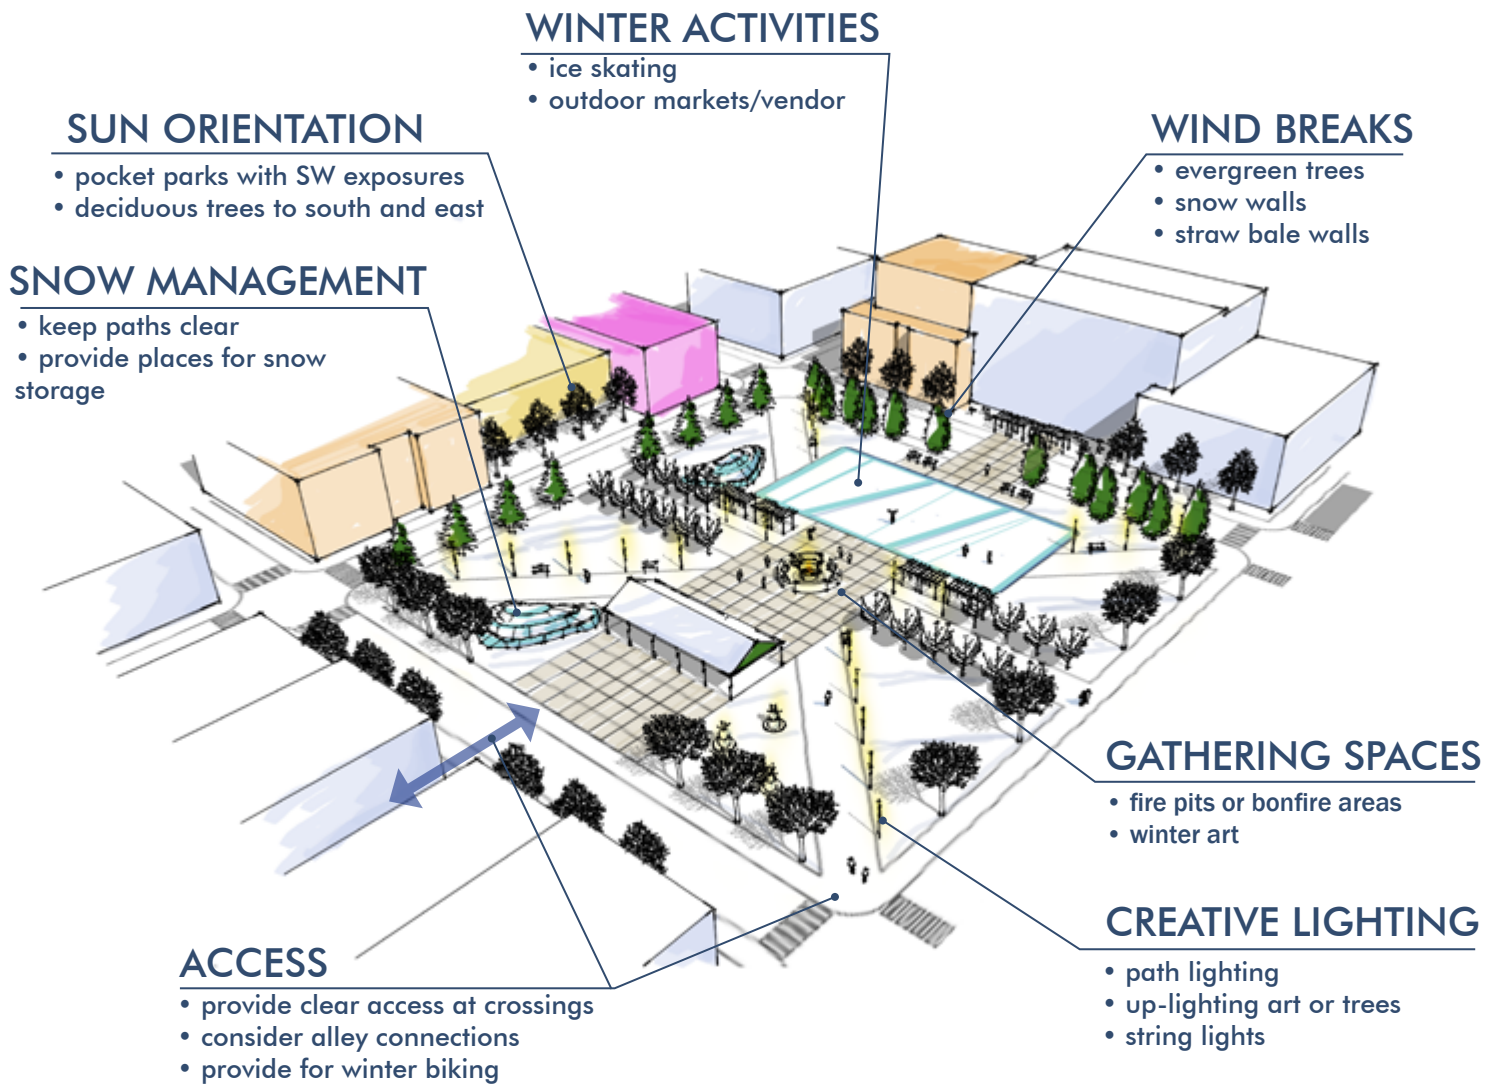 WINTER ACTIVITIES
• ice skating
• outdoor markets/vendor
SUN ORIENTATION
• pocket parks with SW exposures
• deciduous trees to south and east
WIND BREAKS
• evergreen trees
• snow walls
• straw bale walls
SNOW MANAGEMENT
• keep paths clear
• provide places for snow
storage
GATHERING SPACES
• fire pits or bonfire areas
• winter art
CREATIVE LIGHTING
• path lighting
• up-lighting art or trees
• string lights
ACCESS
• provide clear access at crossings
• consider alley connections
• provide for winter biking